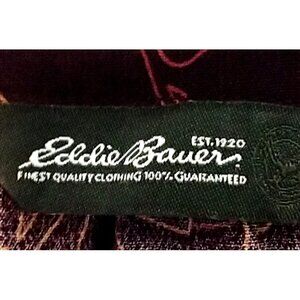 EST. 1920
Eddie Bauer
FINEST QUALITY CLOTHING 100% GUARANTEED